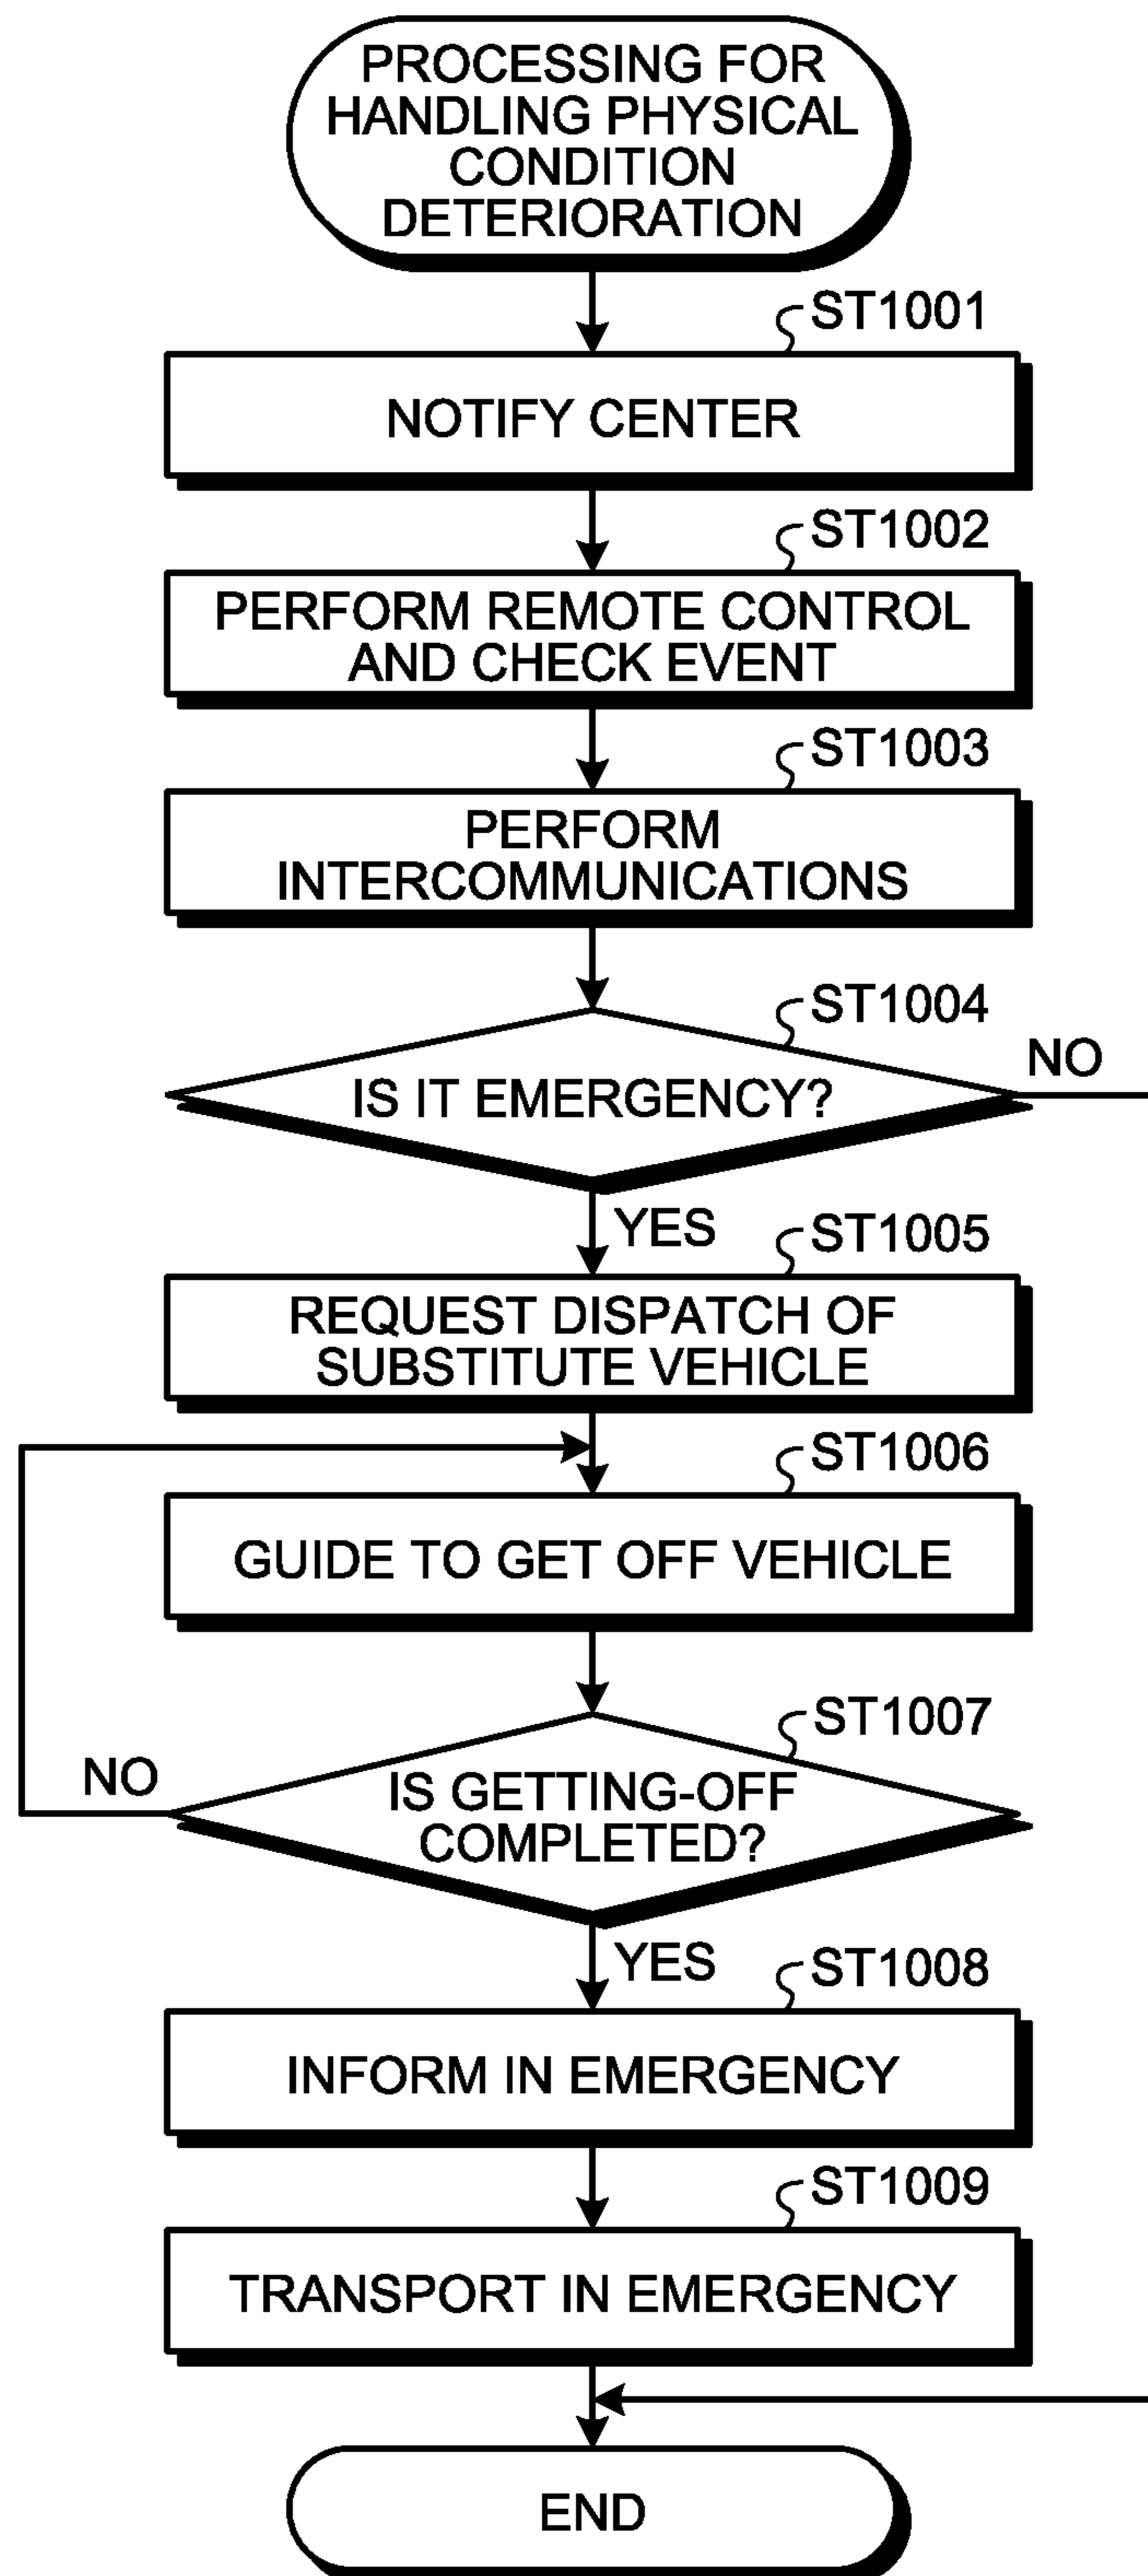 PROCESSING FOR
HANDLING PHYSICAL
CONDITION
DETERIORATION
ST1001
NOTIFY CENTER
ST1002
PERFORM REMOTE CONTROL
AND CHECK EVENT
ST1003
PERFORM
INTERCOMMUNICATIONS
ST1004
NO
IS IT EMERGENCY?
YES
ST1005
REQUEST DISPATCH OF
SUBSTITUTE VEHICLE
ST1006
GUIDE TO GET OFF VEHICLE
ST1007
NO
IS GETTING-OFF
COMPLETED?
YES
ST1008
INFORM IN EMERGENCY
ST1009
TRANSPORT IN EMERGENCY
END